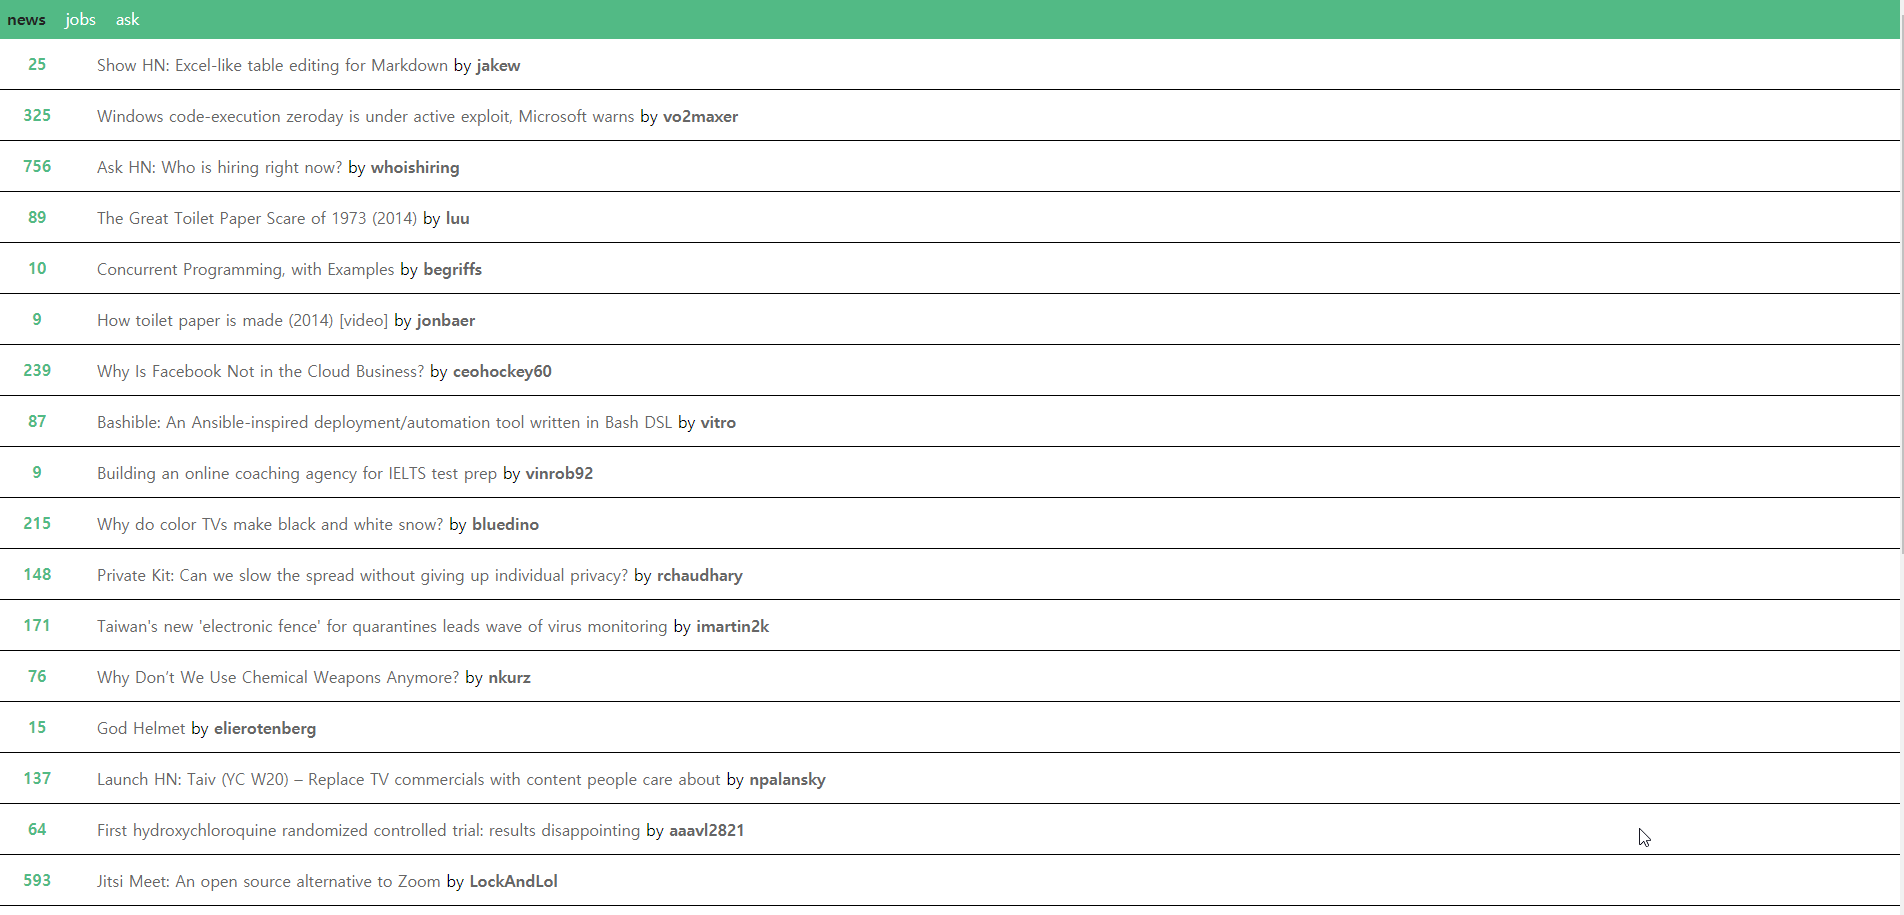 news jobs ask
25 Show HN: Excel-like table editing for Markdown by jakew
325 Windows code-execution zeroday is under active exploit, Microsoft warns by vo2maxer
756 Ask HN: Who is hiring right now? by whoishiring
89 The Great Toilet Paper Scare of 1973 (2014) by luu
10 Concurrent Programming, with Examples by begriffs
9 How toilet paper is made (2014) [video] by jonbaer
239 Why Is Facebook Not in the Cloud Business? by ceohockey60
87 Bashible: An Ansible-inspired deployment/automation tool written in Bash DSL by vitro
9 Building an online coaching agency for IELTS test prep by vinrob92
215 Why do color TVs make black and white snow? by bluedino
148 Private Kit: Can we slow the spread without giving up individual privacy? by rchaudhary
171 Taiwan's new 'electronic fence' for quarantines leads wave of virus monitoring by imartin2k
76 Why Don’t We Use Chemical Weapons Anymore? by nkurz
15 God Helmet by elierotenberg
137 Launch HN: Taiv (YC W20) – Replace TV commercials with content people care about by npalansky
64 First hydroxychloroquine randomized controlled trial: results disappointing by aaavl2821
593 Jitsi Meet: An open source alternative to Zoom by LockAndLol